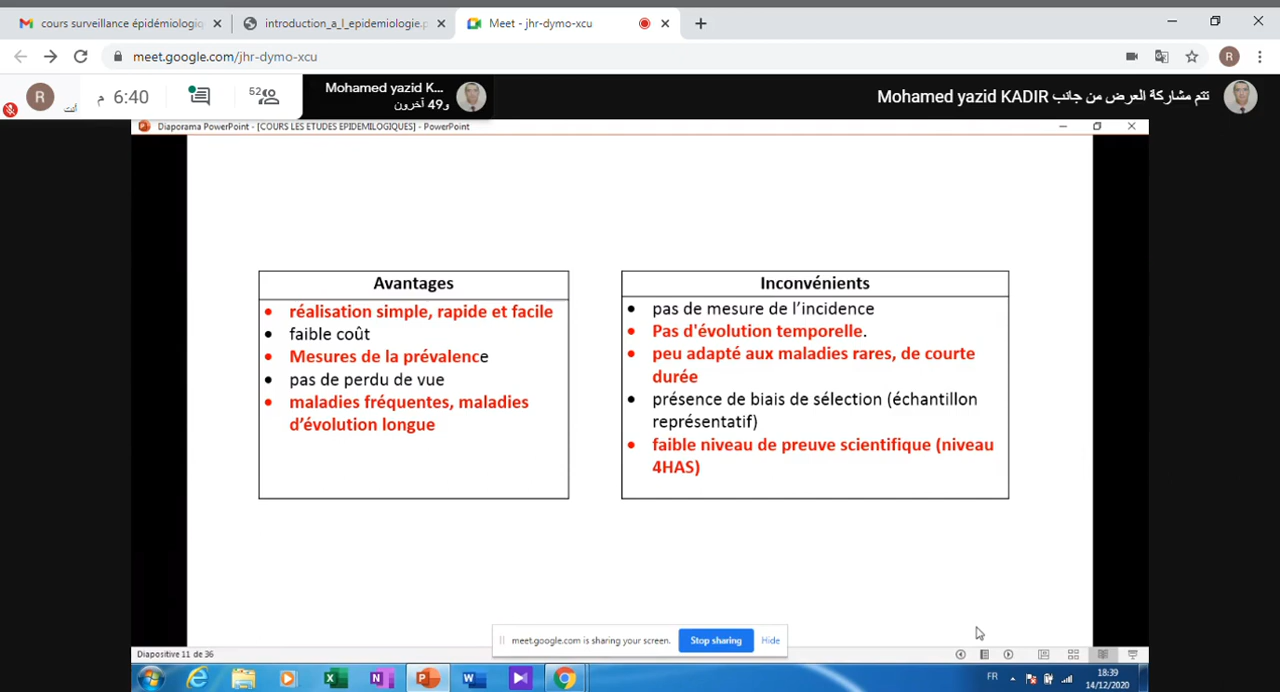 cours surveillance épidémiologiq
introduction_a_l_epidemiologie.p
Meet - jhr-dymo-xcu
meet.google.com/jhr-dymo-xcu
R
R
أنت
6:40 م
52
Mohamed yazid K...
و49 آخرون
تتم مشاركة العرض من جانب Mohamed yazid KADIR
Diaporama PowerPoint - [COURS LES ETUDES EPIDEMILOGIQUES] - PowerPoint
Avantages
réalisation simple, rapide et facile
faible coût
Mesures de la prévalence
pas de perdu de vue
maladies fréquentes, maladies
d’évolution longue
Inconvénients
pas de mesure de l’incidence
Pas d'évolution temporelle.
peu adapté aux maladies rares, de courte
durée
présence de biais de sélection (échantillon
représentatif)
faible niveau de preuve scientifique (niveau
4HAS)
meet.google.com is sharing your screen.
Stop sharing
Hide
Diapositive 11 de 36
FR
18:39
14/12/2020